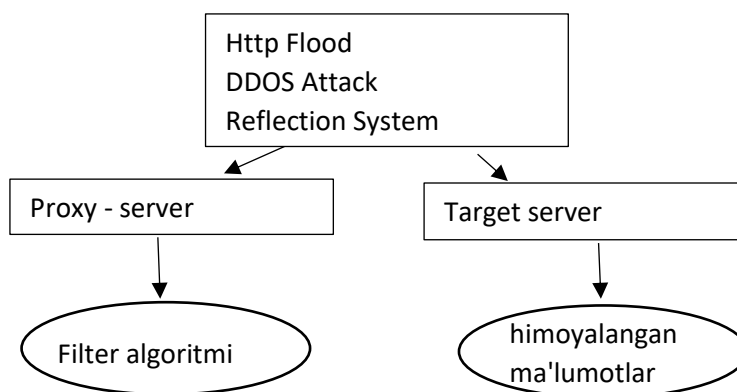 Http Flood
DDOS Attack
Reflection System
Proxy - server
Target server
Filter algoritmi
himoyalangan
ma'lumotlar